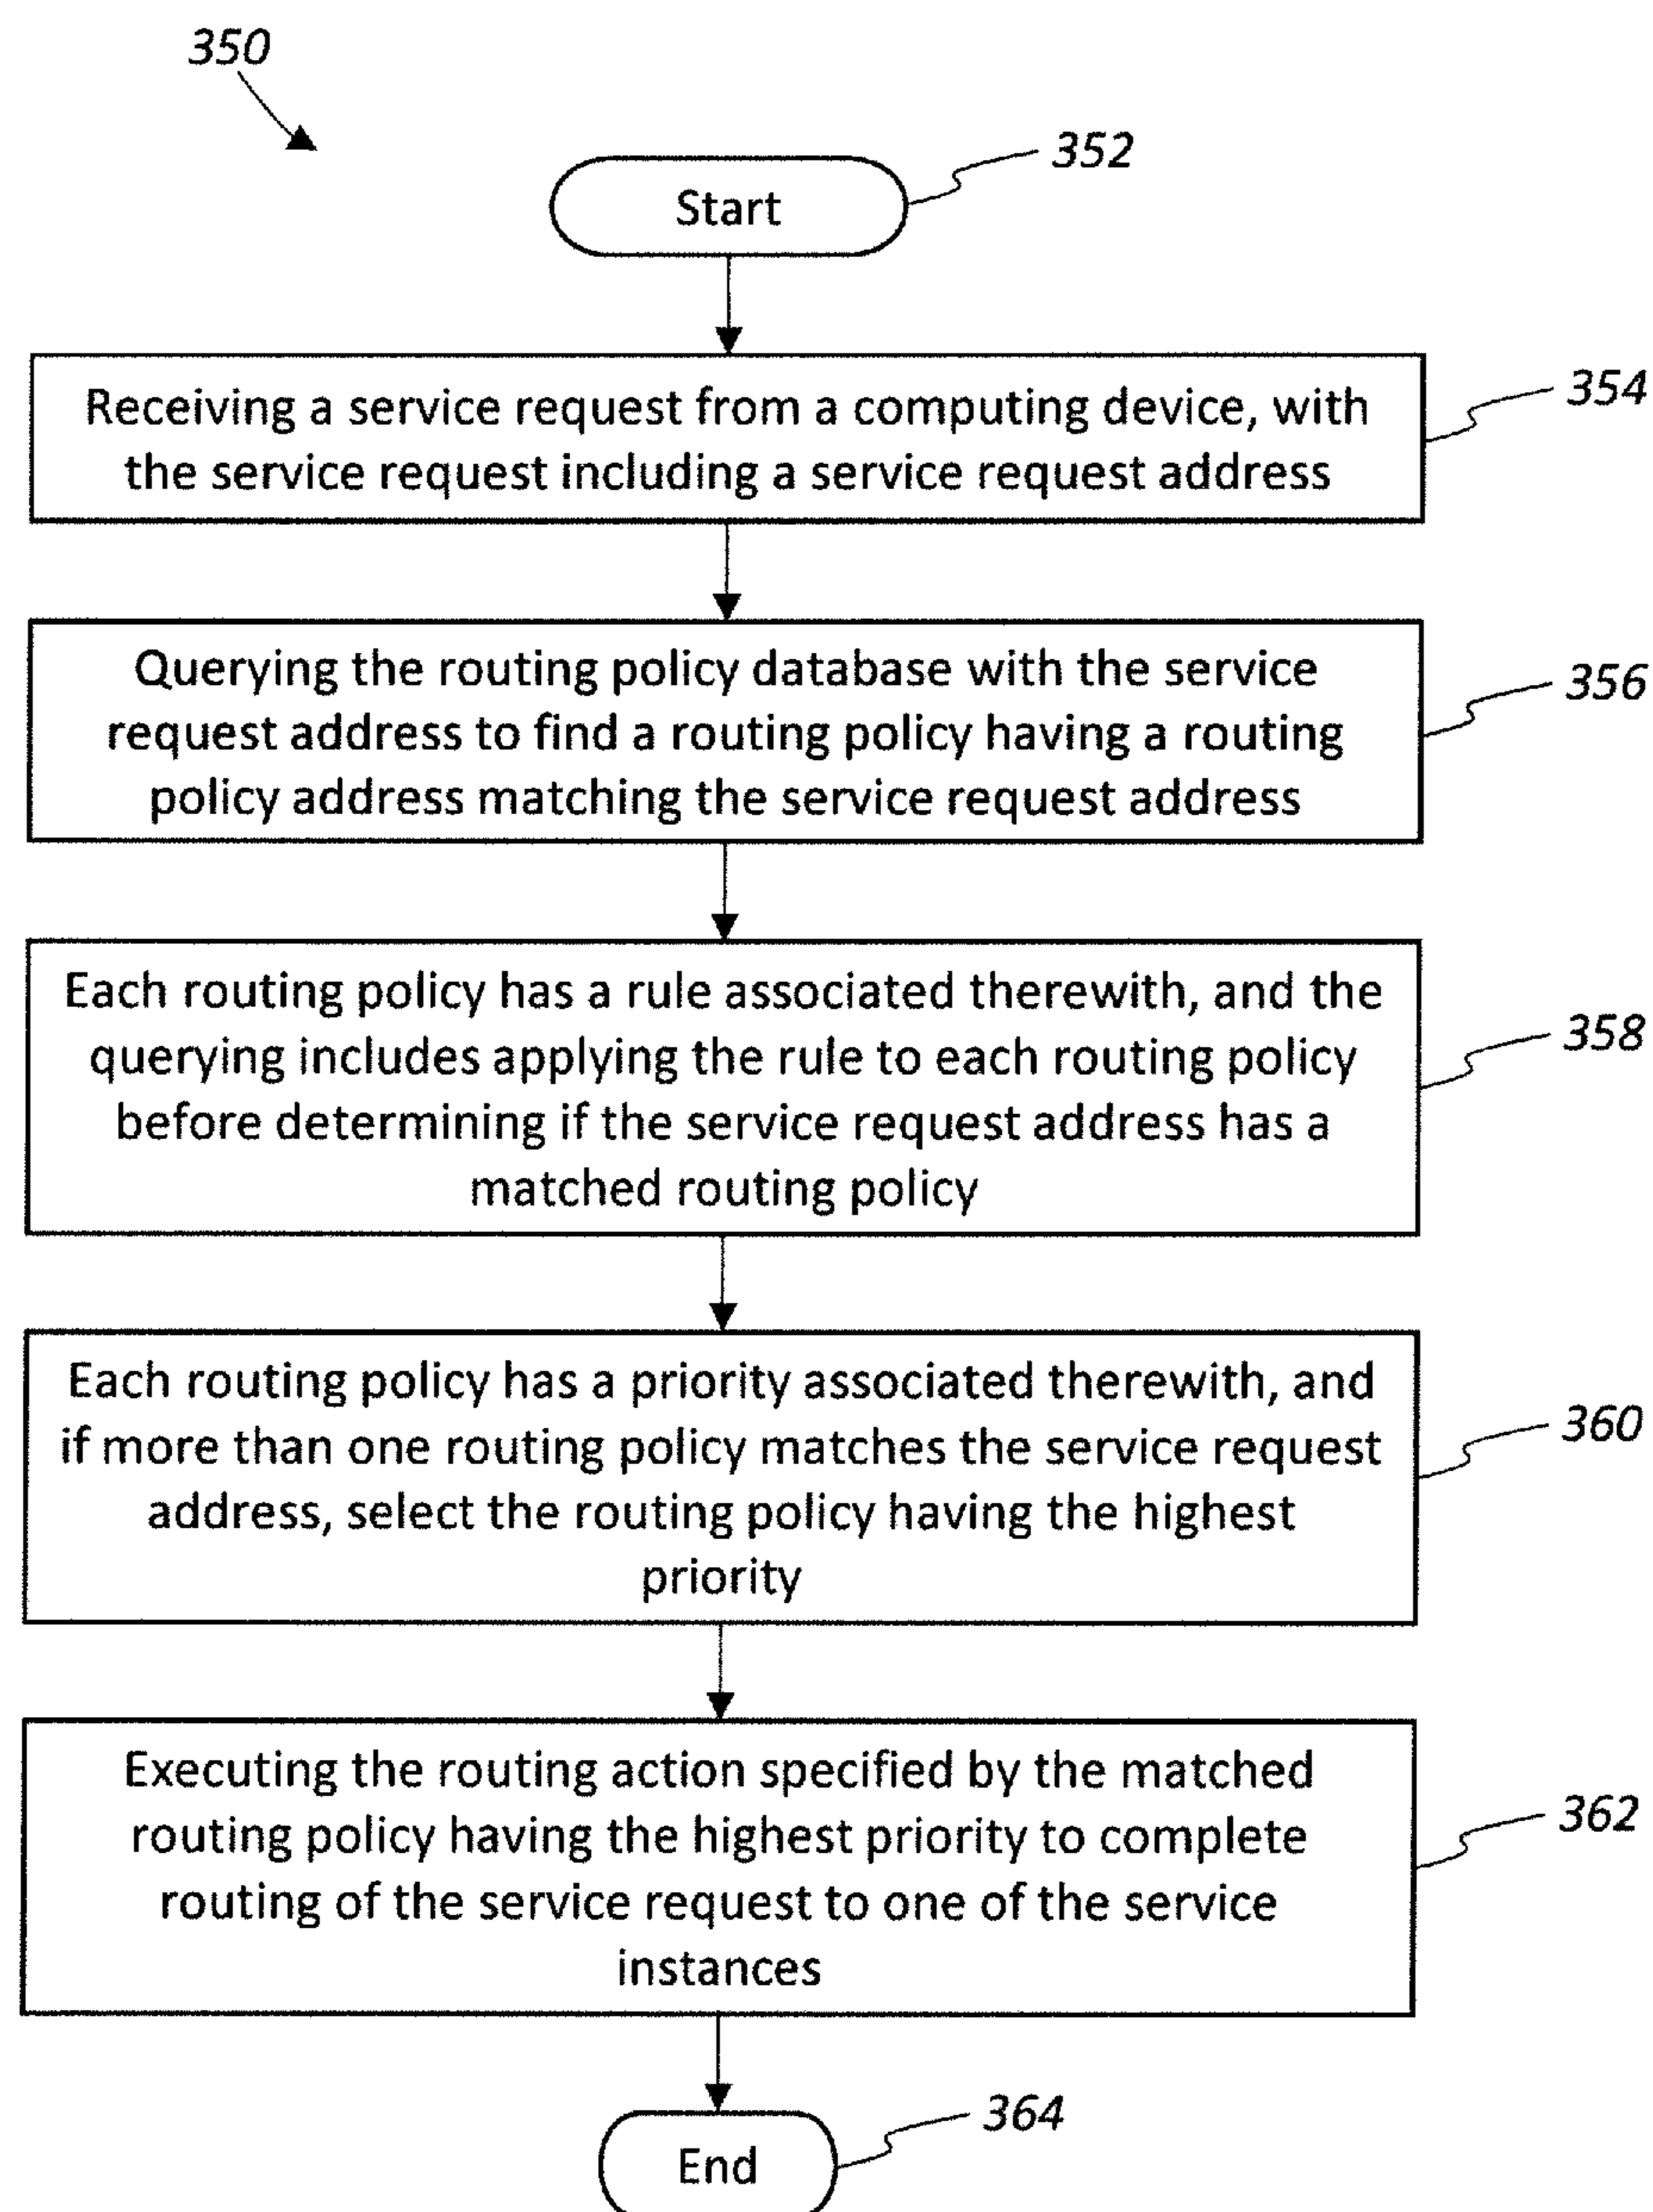 350
352
Start
354
Receiving a service request from a computing device, with
the service request including a service request address
356
Querying the routing policy database with the service
request address to find a routing policy having a routing
policy address matching the service request address
358
Each routing policy has a rule associated therewith, and the
querying includes applying the rule to each routing policy
before determining if the service request address has a
matched routing policy
360
Each routing policy has a priority associated therewith, and
if more than one routing policy matches the service request
address, select the routing policy having the highest
priority
362
Executing the routing action specified by the matched
routing policy having the highest priority to complete
routing of the service request to one of the service
instances
364
End